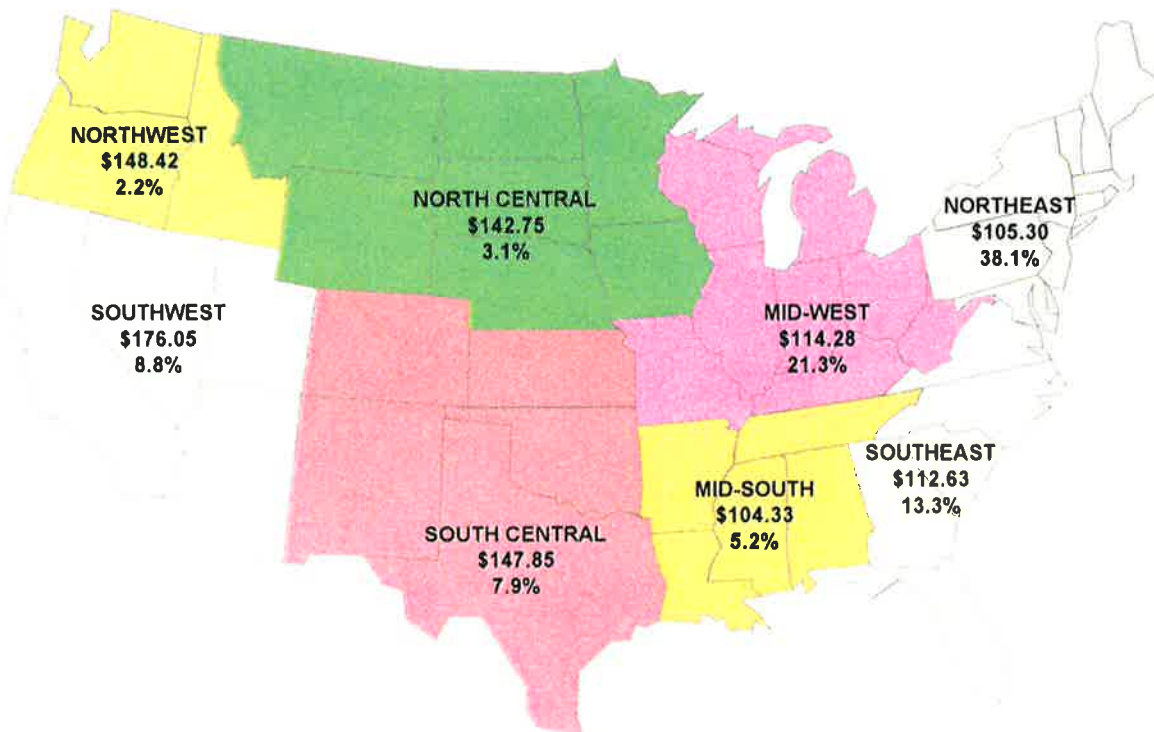 NORTHWEST
$148.42
2.2%
NORTH CENTRAL
$142.75
3.1%
NORTHEAST
$105.30
38.1%
SOUTHWEST
$176.05
8.8%
MID-WEST
$114.28
21.3%
SOUTHEAST
$112.63
13.3%
MID-SOUTH
$104.33
5.2%
SOUTH CENTRAL
$147.85
7.9%